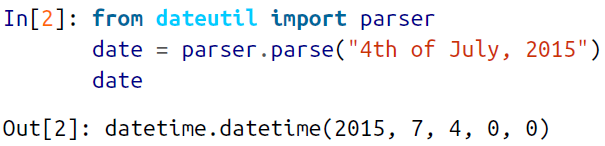 In[2]: from dateutil import parser
date = parser.parse("4th of July, 2015")
date
Out[2]: datetime.datetime(2015, 7, 4, 0, 0)